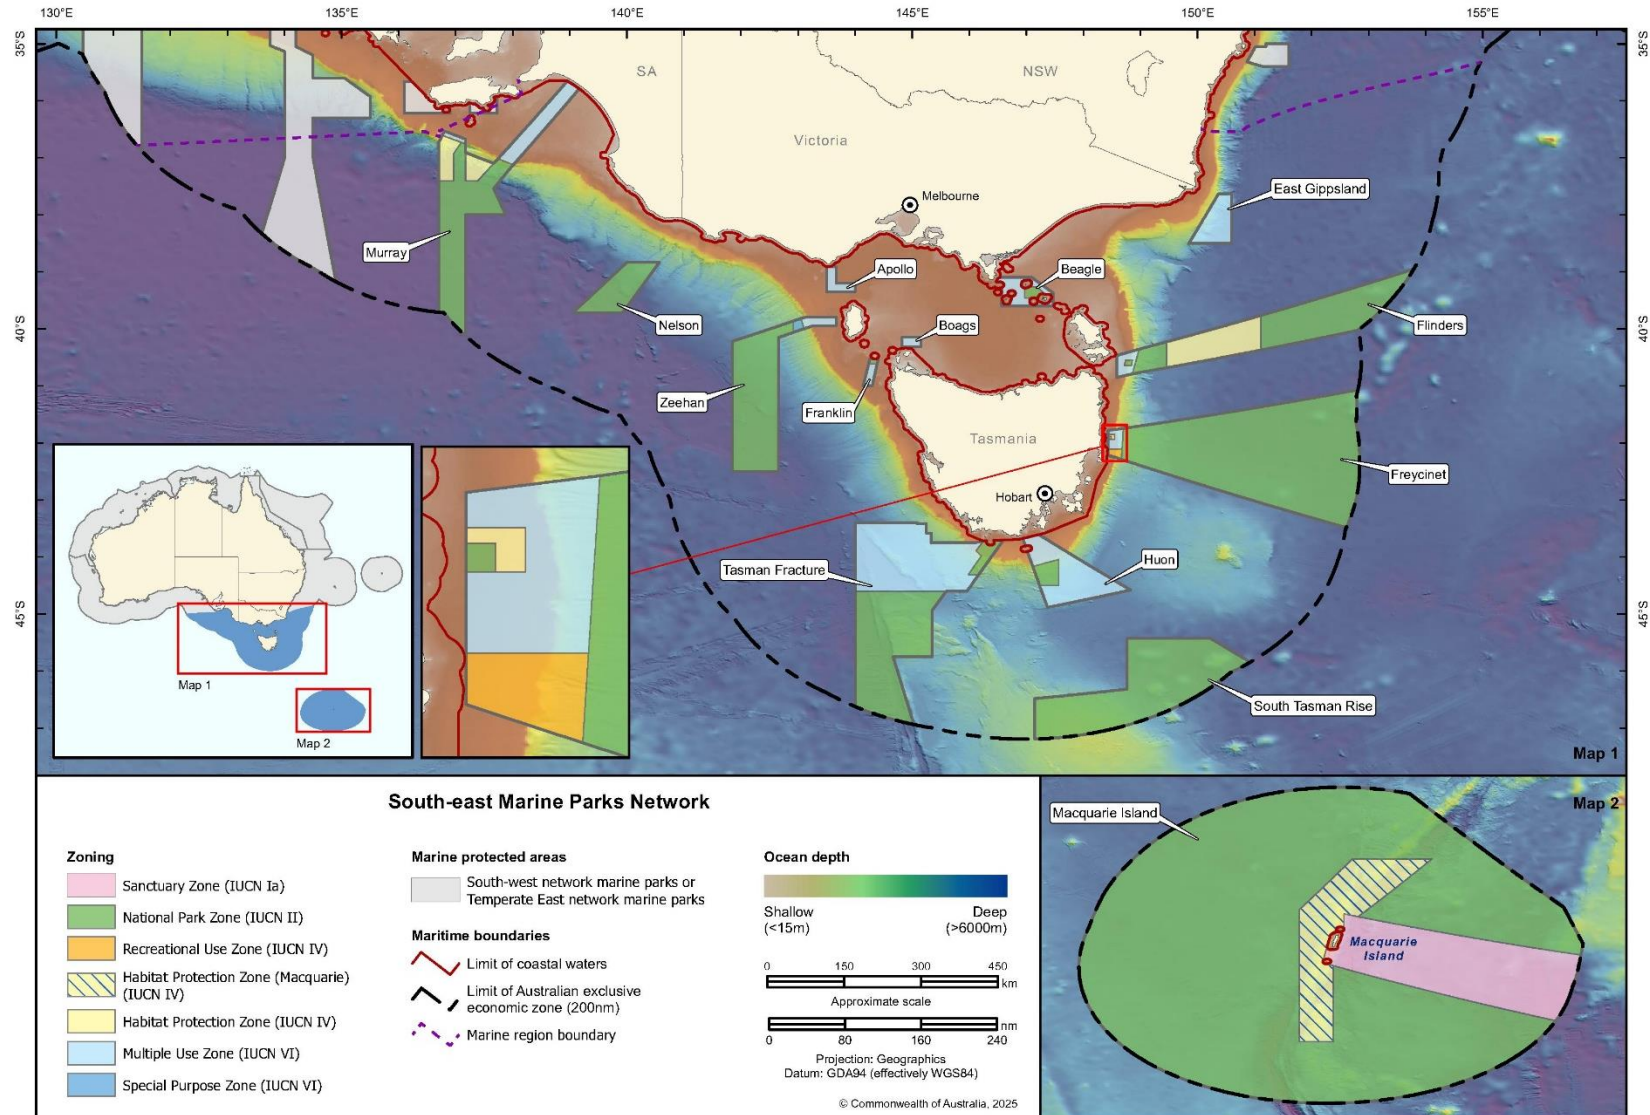 130°E
135°E
140°E
145°E
150°E
155°E
35°S
35°S
SA
NSW
Victoria
Melbourne
East Gippsland
Murray
Apollo
Beagle
Nelson
Boags
Flinders
40°S
40°S
Zeehan
Franklin
Tasmania
Freycinet
Hobart
Tasman Fracture
Huon
45°S
45°S
South Tasman Rise
Map 1
Map 2
Map 1
South-east Marine Parks Network
Zoning
Sanctuary Zone (IUCN Ia)
National Park Zone (IUCN II)
Recreational Use Zone (IUCN IV)
Habitat Protection Zone (Macquarie)
(IUCN IV)
Habitat Protection Zone (IUCN IV)
Multiple Use Zone (IUCN VI)
Special Purpose Zone (IUCN VI)
Marine protected areas
South-west network marine parks or
Temperate East network marine parks
Maritime boundaries
Limit of coastal waters
Limit of Australian exclusive
economic zone (200nm)
Marine region boundary
Ocean depth
Shallow
(<15m)
Deep
(>6000m)
0 150 300 450
km
Approximate scale
nm
0 80 160 240
Projection: Geographics
Datum: GDA94 (effectively WGS84)
© Commonwealth of Australia, 2025
Map 2
Macquarie Island
Macquarie
Island